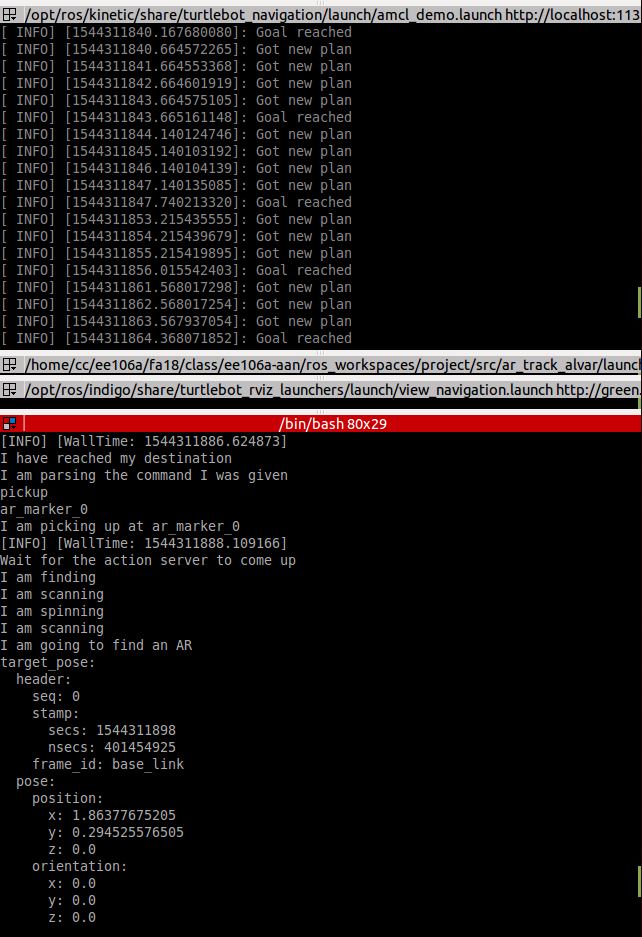 /opt/ros/kinetic/share/turtlebot_navigation/launch/amcl_demo.launch http://localhost:113
[ INFO] [1544311840.167680080]: Goal reached
[ INFO] [1544311840.664572265]: Got new plan
[ INFO] [1544311841.664553368]: Got new plan
[ INFO] [1544311842.664601919]: Got new plan
[ INFO] [1544311843.664575105]: Got new plan
[ INFO] [1544311843.665161148]: Goal reached
[ INFO] [1544311844.140124746]: Got new plan
[ INFO] [1544311845.140103192]: Got new plan
[ INFO] [1544311846.140104139]: Got new plan
[ INFO] [1544311847.140135085]: Got new plan
[ INFO] [1544311847.740213320]: Goal reached
[ INFO] [1544311853.215435555]: Got new plan
[ INFO] [1544311854.215439679]: Got new plan
[ INFO] [1544311855.215419895]: Got new plan
[ INFO] [1544311856.015542403]: Goal reached
[ INFO] [1544311861.568017298]: Got new plan
[ INFO] [1544311862.568017254]: Got new plan
[ INFO] [1544311863.567937054]: Got new plan
[ INFO] [1544311864.368071852]: Goal reached
/home/cc/ee106a/fa18/class/ee106a-aan/ros_workspaces/project/src/ar_track_alvar/launch
/opt/ros/indigo/share/turtlebot_rviz_launchers/launch/view_navigation.launch http://green.
/bin/bash 80x29
[INFO] [WallTime: 1544311886.624873]
I have reached my destination
I am parsing the command I was given
pickup
ar_marker_0
I am picking up at ar_marker_0
[INFO] [WallTime: 1544311888.109166]
Wait for the action server to come up
I am finding
I am scanning
I am spinning
I am scanning
I am going to find an AR
target_pose:
  header:
    seq: 0
    stamp:
      secs: 1544311898
      nsecs: 401454925
    frame_id: base_link
  pose:
    position:
      x: 1.86377675205
      y: 0.294525576505
      z: 0.0
    orientation:
      x: 0.0
      y: 0.0
      z: 0.0